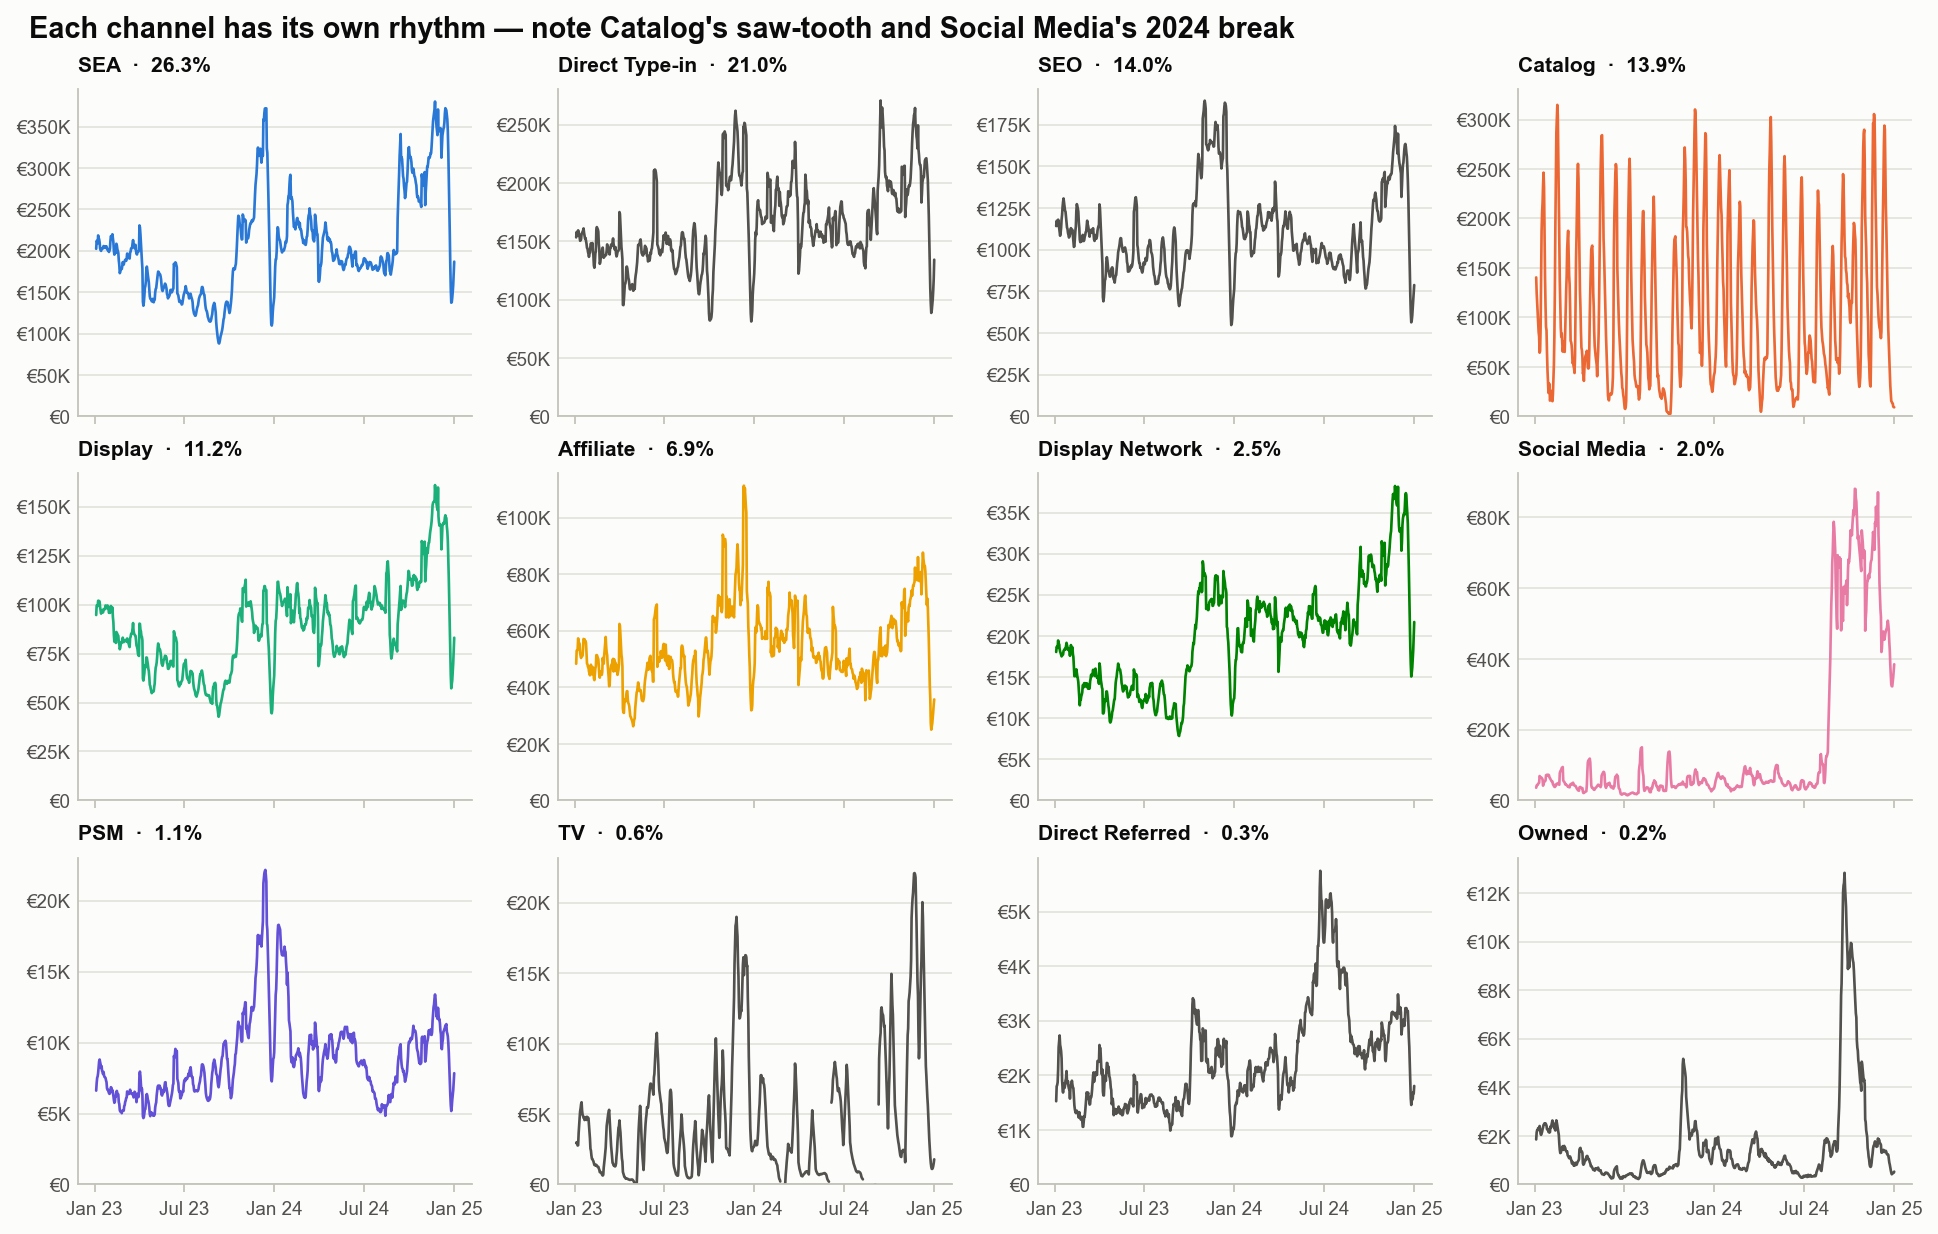 Each channel has its own rhythm — note Catalog's saw-tooth and Social Media's 2024 break
SEA · 26.3%
€350K
€300K
€250K
€200K
€150K
€100K
€50K
€0
Direct Type-in · 21.0%
€250K
€200K
€150K
€100K
€50K
€0
SEO · 14.0%
€175K
€150K
€125K
€100K
€75K
€50K
€25K
€0
Catalog · 13.9%
€300K
€250K
€200K
€150K
€100K
€50K
€0
Display · 11.2%
€150K
€125K
€100K
€75K
€50K
€25K
€0
Affiliate · 6.9%
€100K
€80K
€60K
€40K
€20K
€0
Display Network · 2.5%
€35K
€30K
€25K
€20K
€15K
€10K
€5K
€0
Social Media · 2.0%
€80K
€60K
€40K
€20K
€0
PSM · 1.1%
€20K
€15K
€10K
€5K
€0
Jan 23 Jul 23 Jan 24 Jul 24 Jan 25
TV · 0.6%
€20K
€15K
€10K
€5K
€0
Jan 23 Jul 23 Jan 24 Jul 24 Jan 25
Direct Referred · 0.3%
€5K
€4K
€3K
€2K
€1K
€0
Jan 23 Jul 23 Jan 24 Jul 24 Jan 25
Owned · 0.2%
€12K
€10K
€8K
€6K
€4K
€2K
€0
Jan 23 Jul 23 Jan 24 Jul 24 Jan 25